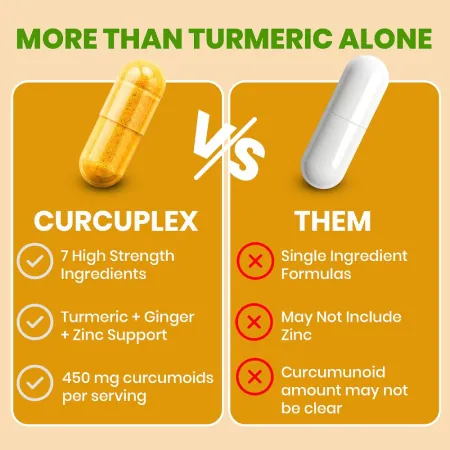 MORE THAN TURMERIC ALONE
VS
CURCUPLEX
7 High Strength
Ingredients
Turmeric + Ginger
+ Zinc Support
450 mg curcumoids
per serving
THEM
Single Ingredient
Formulas
May Not Include
Zinc
Curcumunoid
amount may not
be clear